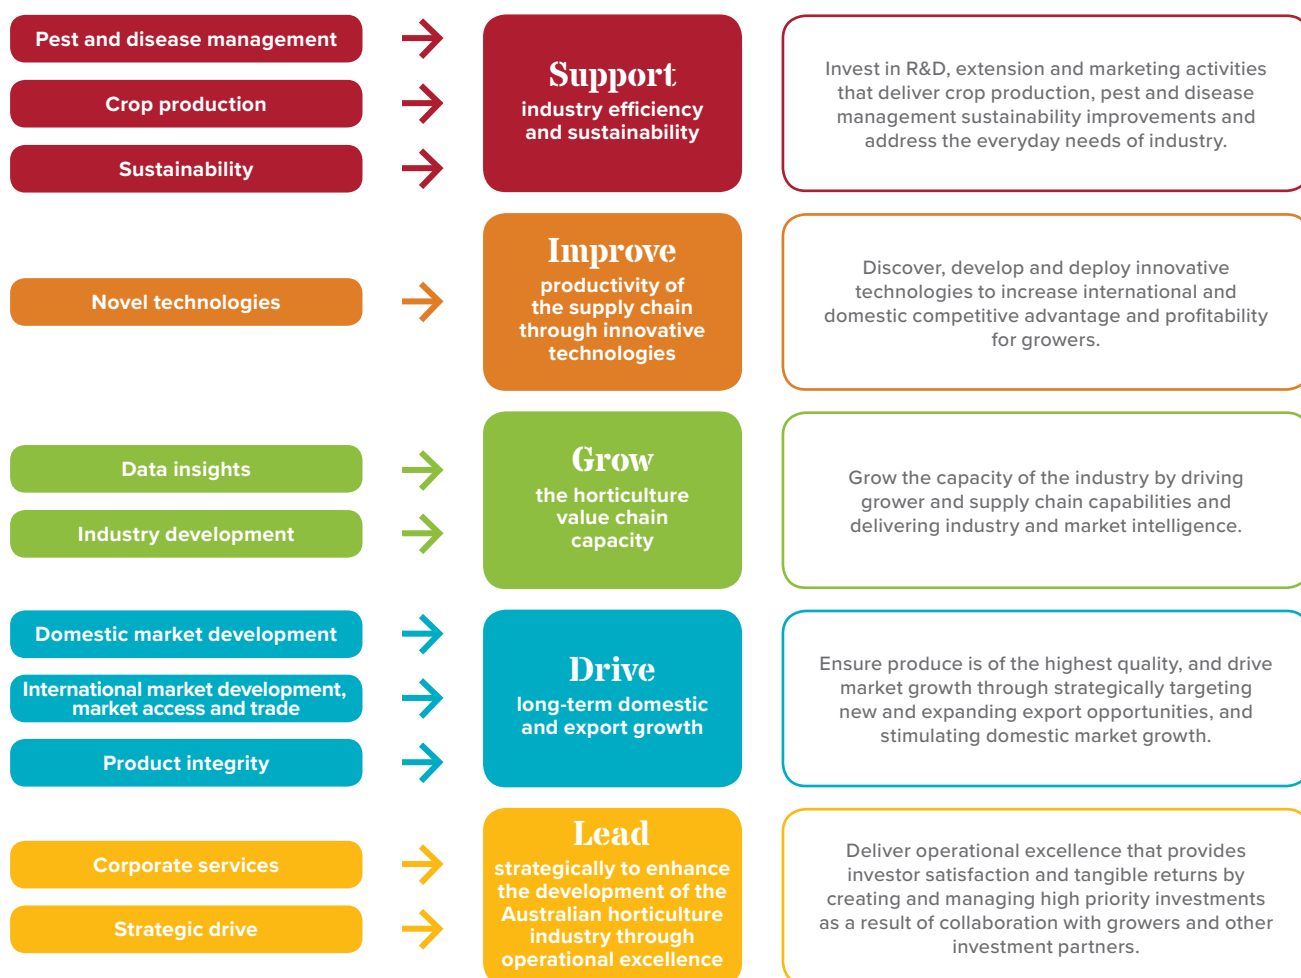 Pest and disease management
Crop production
Sustainability
Support
industry efficiency
and sustainability
Invest in R&D, extension and marketing activities
that deliver crop production, pest and disease
management sustainability improvements and
address the everyday needs of industry.
Novel technologies
Improve
productivity of
the supply chain
through innovative
technologies
Discover, develop and deploy innovative
technologies to increase international and
domestic competitive advantage and profitability
for growers.
Data insights
Industry development
Grow
the horticulture
value chain
capacity
Grow the capacity of the industry by driving
grower and supply chain capabilities and
delivering industry and market intelligence.
Domestic market development
International market development,
market access and trade
Product integrity
Drive
long-term domestic
and export growth
Ensure produce is of the highest quality, and drive
market growth through strategically targeting
new and expanding export opportunities, and
stimulating domestic market growth.
Corporate services
Strategic drive
Lead
strategically to enhance
the development of the
Australian horticulture
industry through
operational excellence
Deliver operational excellence that provides
investor satisfaction and tangible returns by
creating and managing high priority investments
as a result of collaboration with growers and other
investment partners.